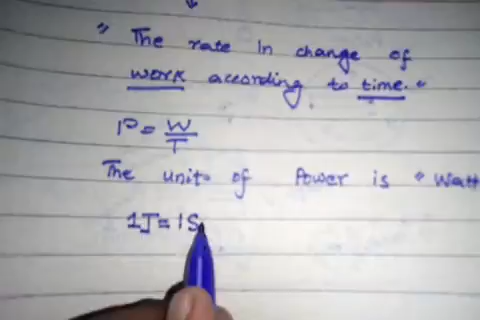 " The rate in change of
work according to time. "
P = W/T
The unit of Power is " Watt
1J = 1S